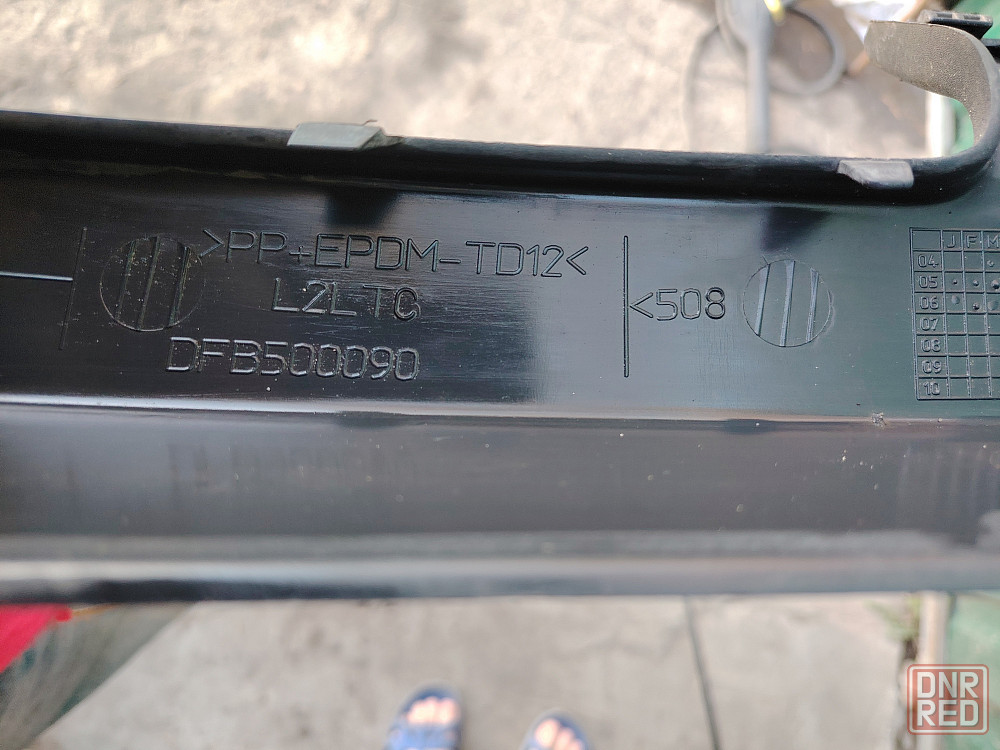 >PP+EPDM-TD12<
L2LTC
DFB500090
<508
J F M
04
05
06
07
08
09
10
DNR
RED